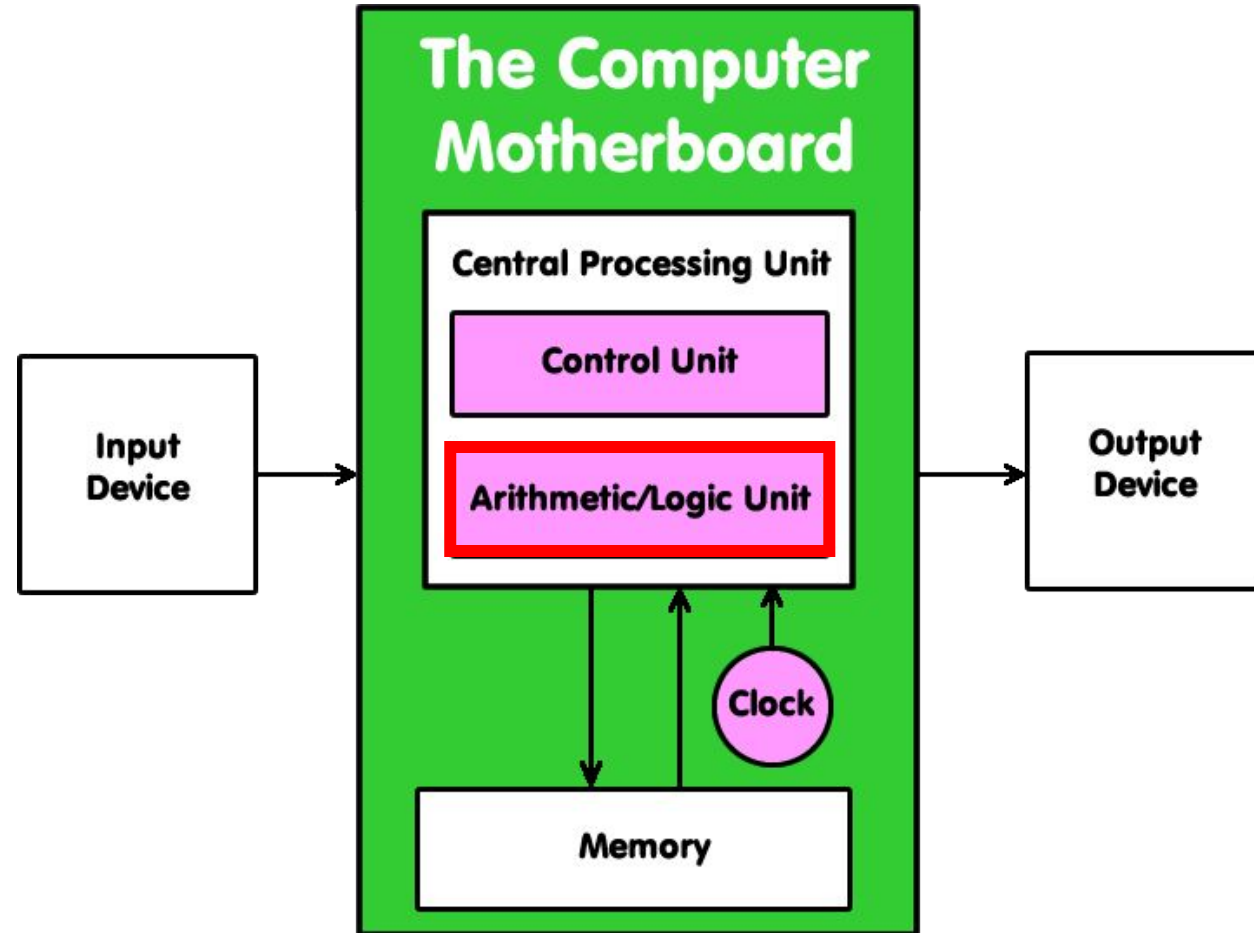 The Computer
Motherboard
Central Processing Unit
Control Unit
Input
Device
Arithmetic/Logic Unit
Output
Device
Clock
Memory